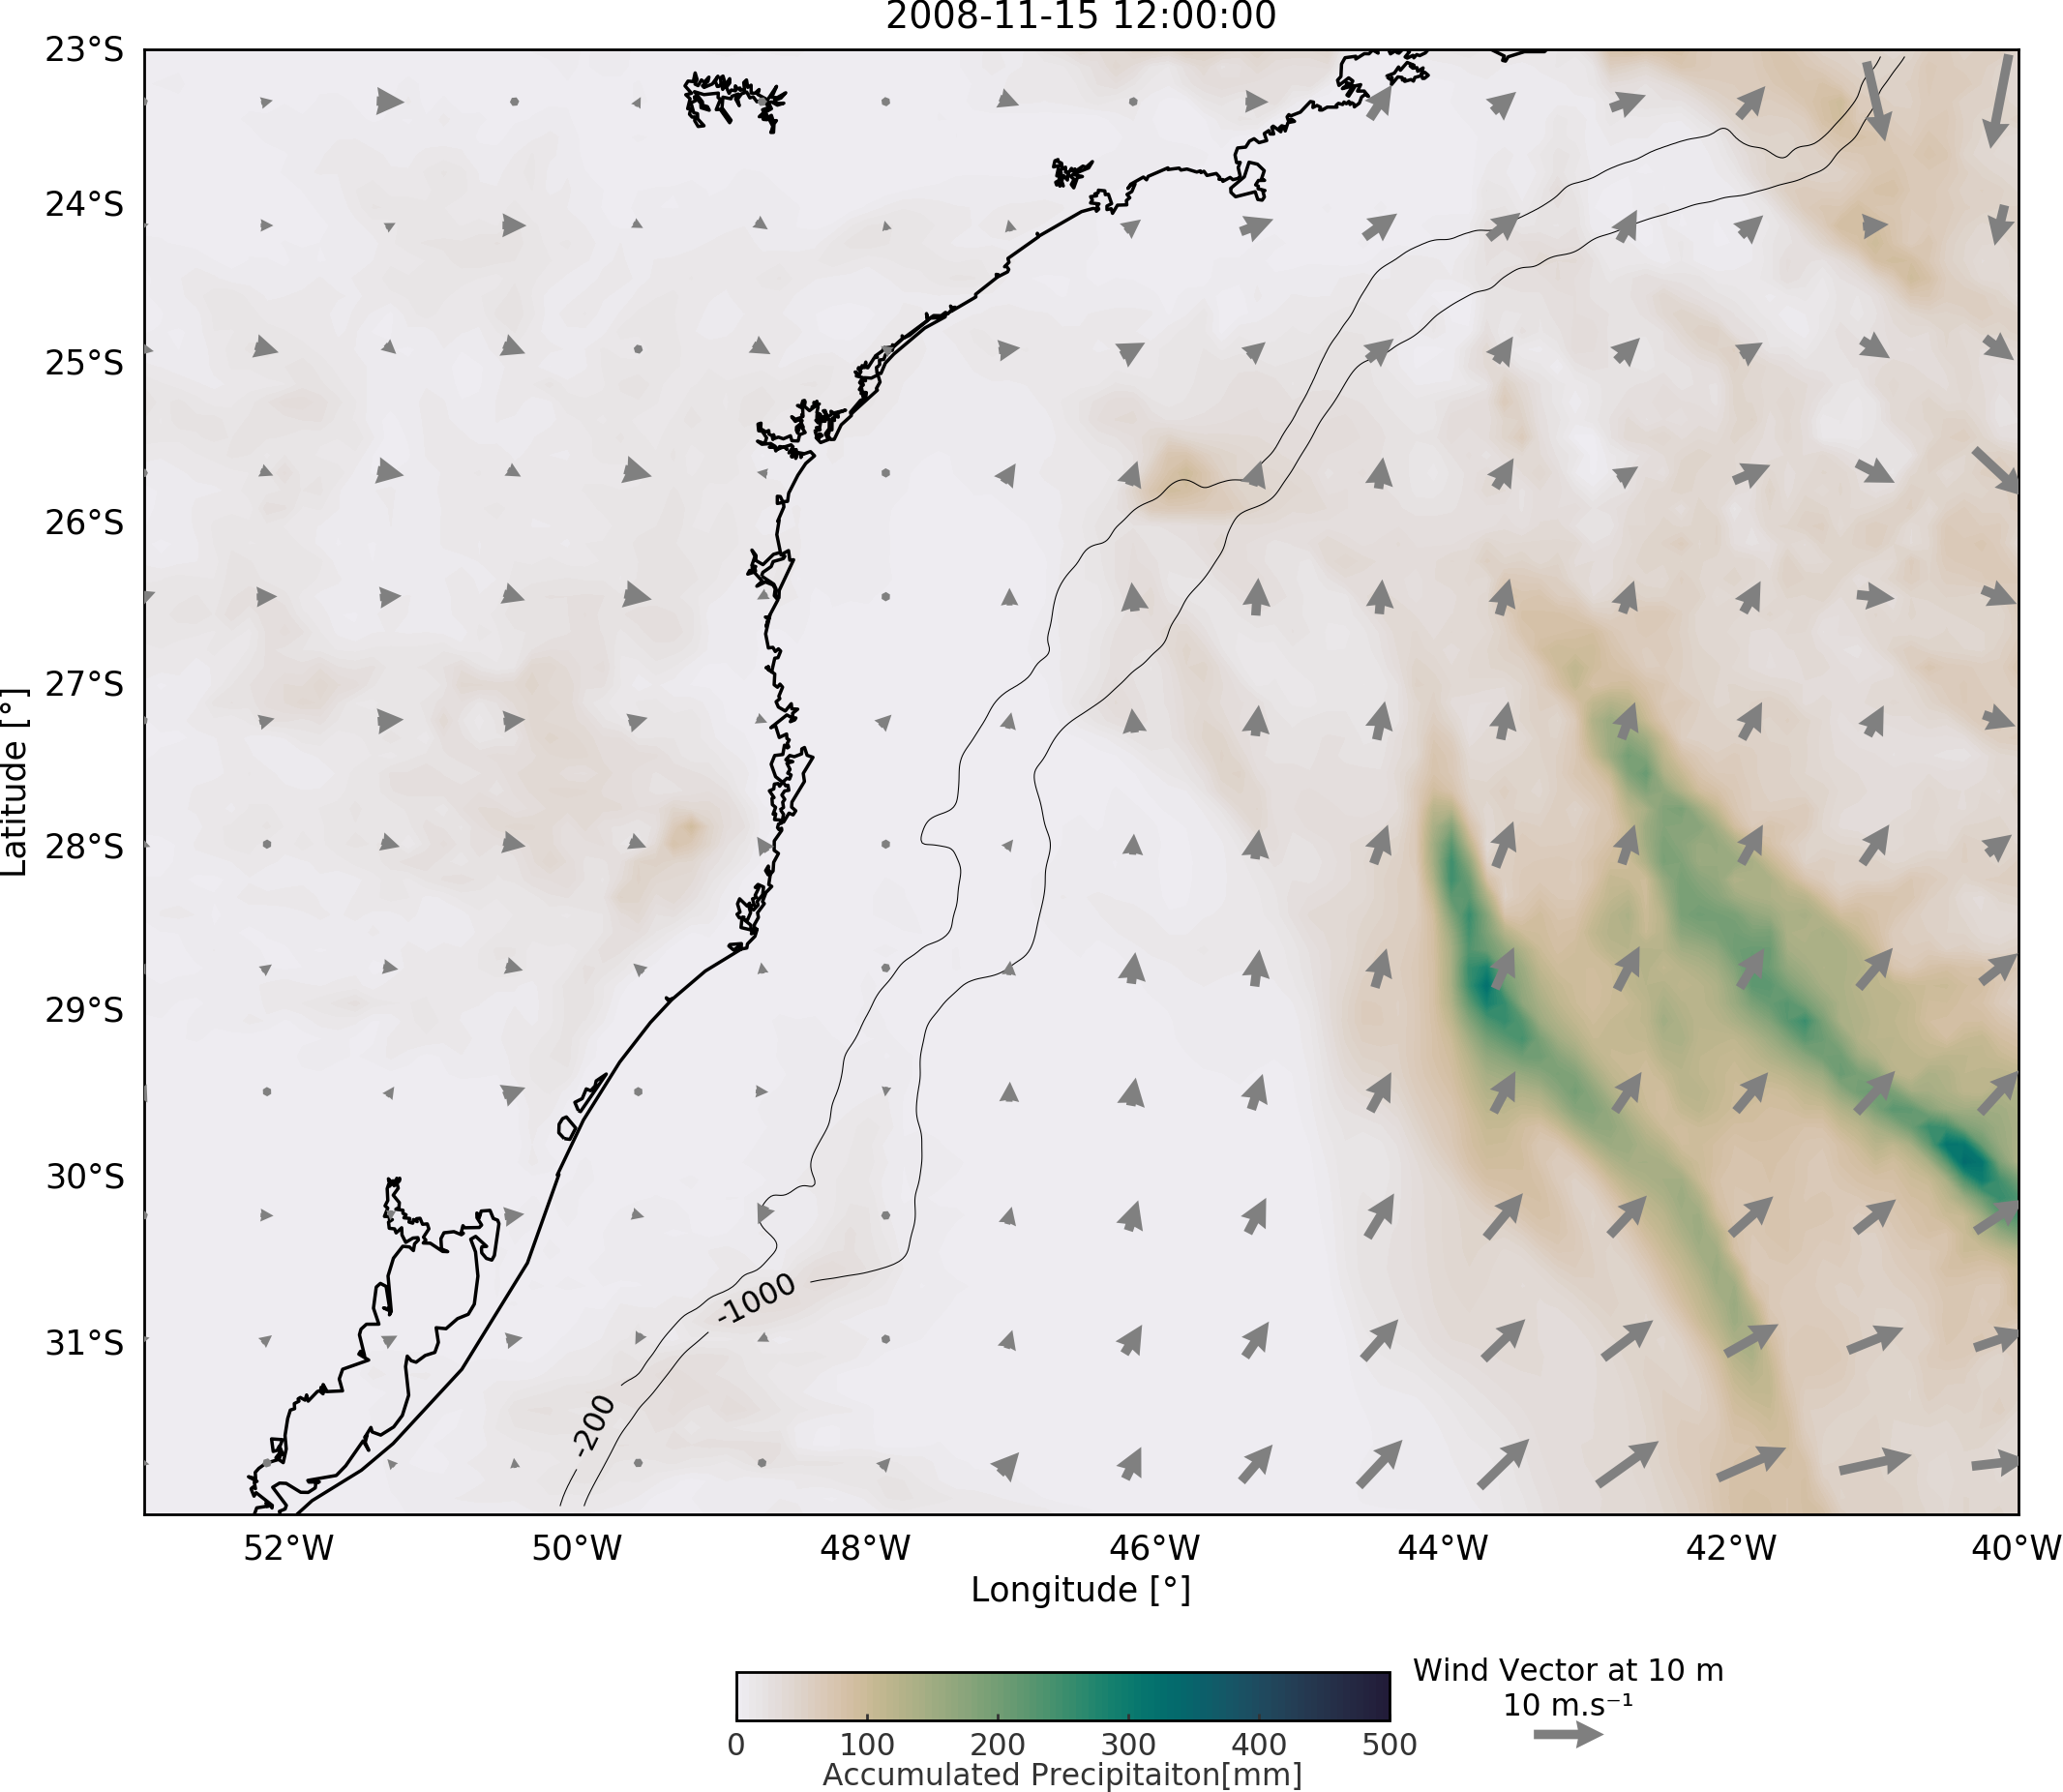 2008-11-15 12:00:00
23°S
24°S
25°S
26°S
27°S
28°S
29°S
30°S
31°S
Latitude [°]
-1000
-200
52°W 50°W 48°W 46°W 44°W 42°W 40°W
Longitude [°]
Wind Vector at 10 m
10 m.s⁻¹
0 100 200 300 400 500
Accumulated Precipitaiton[mm]